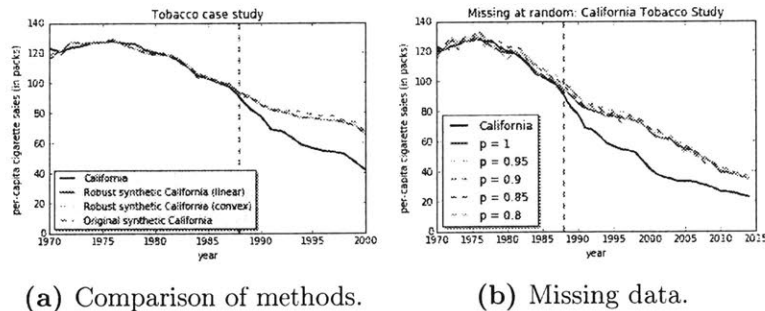 Tobacco case study
140
120
100
80
60
40
20
0
per-capita cigarette sales (in packs)
California
Robust synthetic California (linear)
Robust synthetic California (convex)
Original synthetic California
1970
1975
1980
1985
1990
1995
2000
year
(a) Comparison of methods.
Missing at random: California Tobacco Study
140
120
100
80
60
40
20
0
per-capita cigarette sales (in packs)
California
p = 1
p = 0.95
p = 0.9
p = 0.85
p = 0.8
1970
1975
1980
1985
1990
1995
2000
2005
2010
2015
year
(b) Missing data.